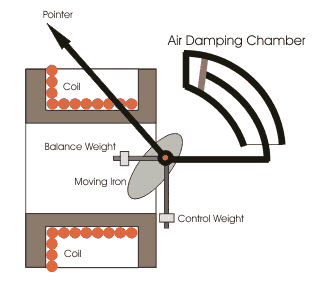 Pointer
Air Damping Chamber
Coil
Balance Weight
Moving Iron
Control Weight
Coil